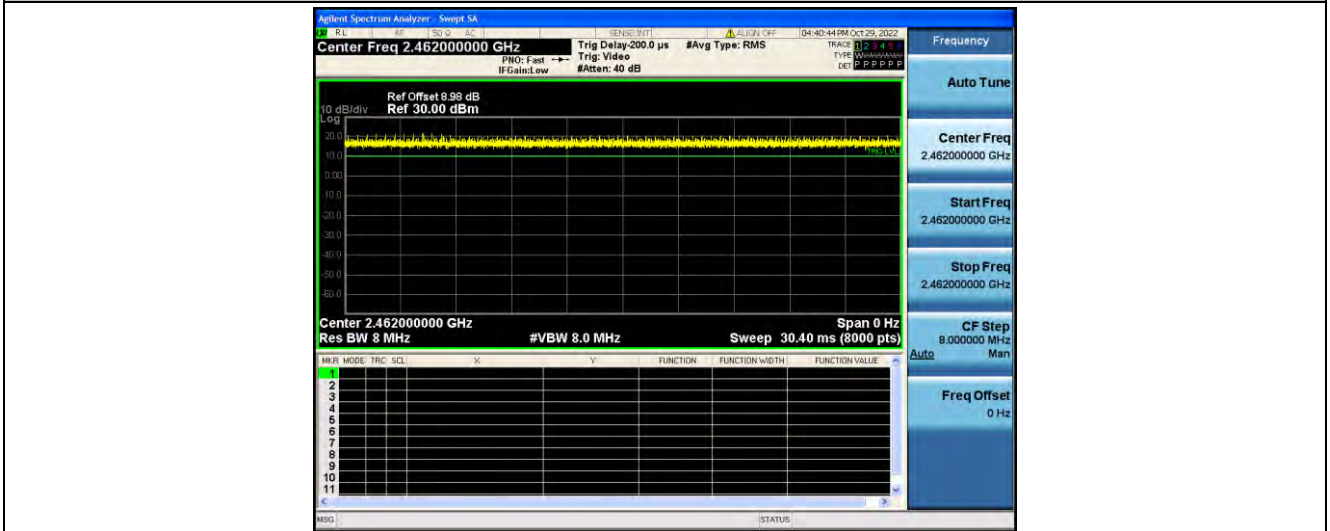 Agilent Spectrum Analyzer - Swept SA
RL RF 50 Ω AC SENSE:INT ALIGN OFF 04:40:44 PM Oct 29, 2022
Center Freq 2.462000000 GHz Trig Delay-200.0 µs #Avg Type: RMS TRACE 1 2 3 4 5 6
PNO: Fast Trig: Video TYPE
IFGain:Low #Atten: 40 dB DET P P P P P P
Ref Offset 8.98 dB
10 dB/div Ref 30.00 dBm
Log
20.0
10.0
TRIG LVL
0.00
-10.0
-20.0
-30.0
-40.0
-50.0
-60.0
Center 2.462000000 GHz Span 0 Hz
Res BW 8 MHz #VBW 8.0 MHz Sweep 30.40 ms (8000 pts)
MKR MODE TRC SCL X Y FUNCTION FUNCTION WIDTH FUNCTION VALUE
1
2
3
4
5
6
7
8
9
10
11
MSG STATUS
Frequency
Auto Tune
Center Freq
2.462000000 GHz
Start Freq
2.462000000 GHz
Stop Freq
2.462000000 GHz
CF Step
8.000000 MHz
Auto Man
Freq Offset
0 Hz